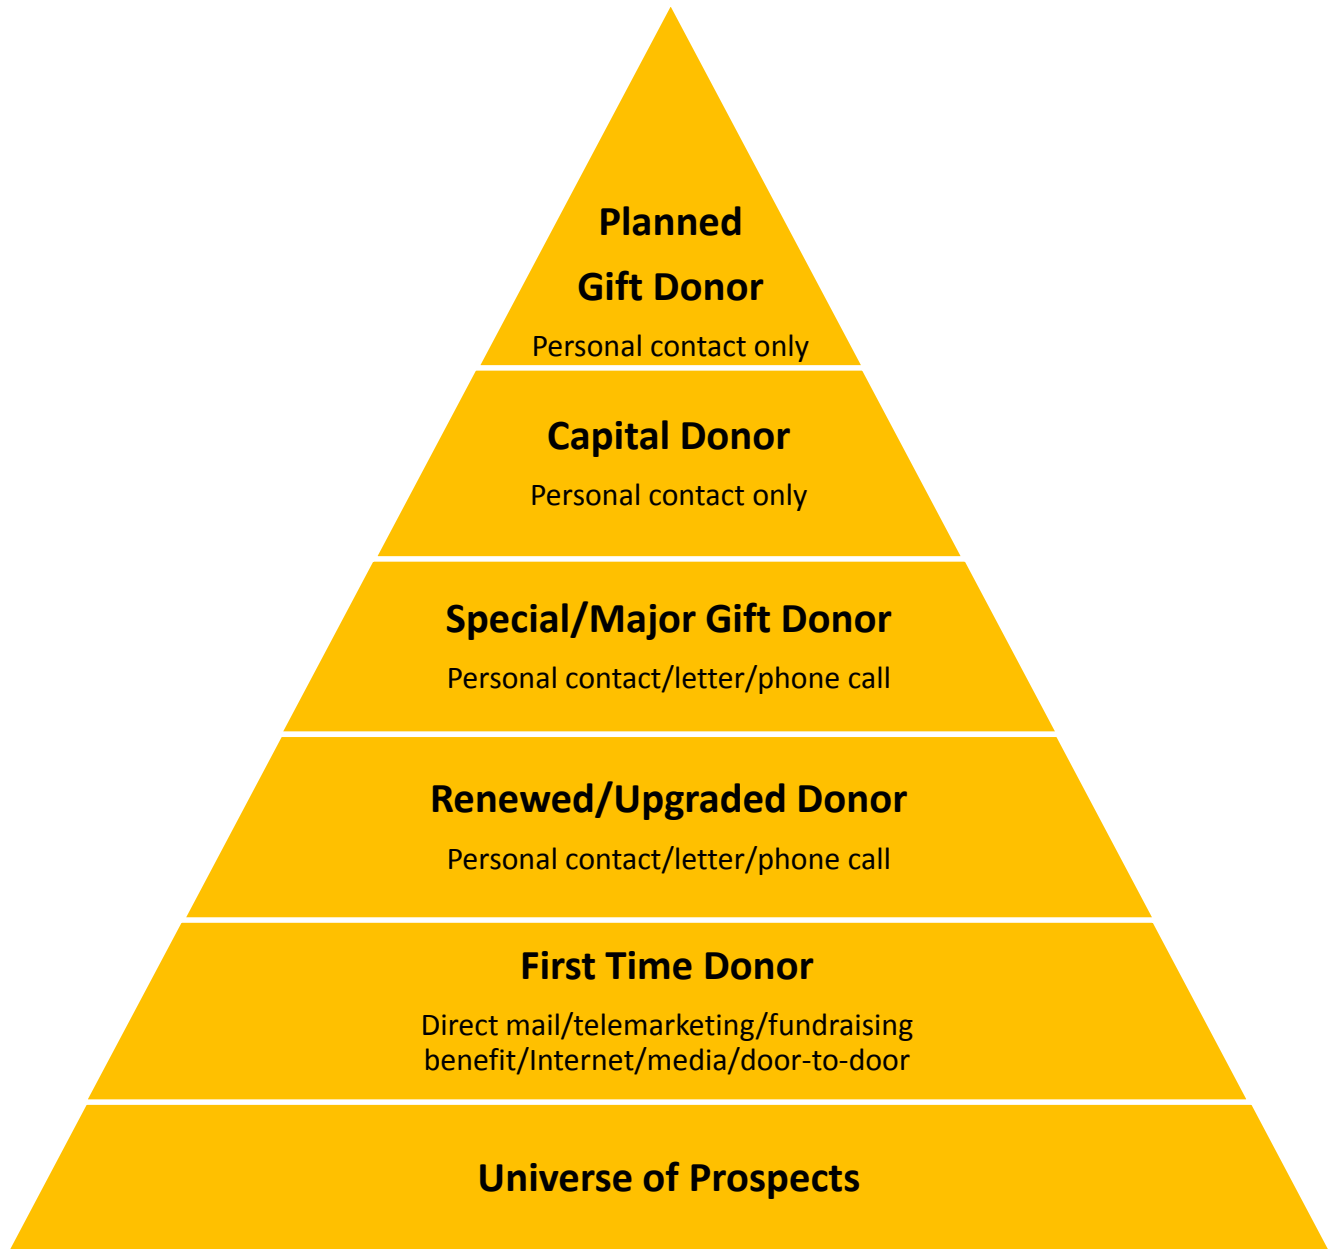 Planned
Gift Donor
Personal contact only
Capital Donor
Personal contact only
Special/Major Gift Donor
Personal contact/letter/phone call
Renewed/Upgraded Donor
Personal contact/letter/phone call
First Time Donor
Direct mail/telemarketing/fundraising
benefit/Internet/media/door-to-door
Universe of Prospects